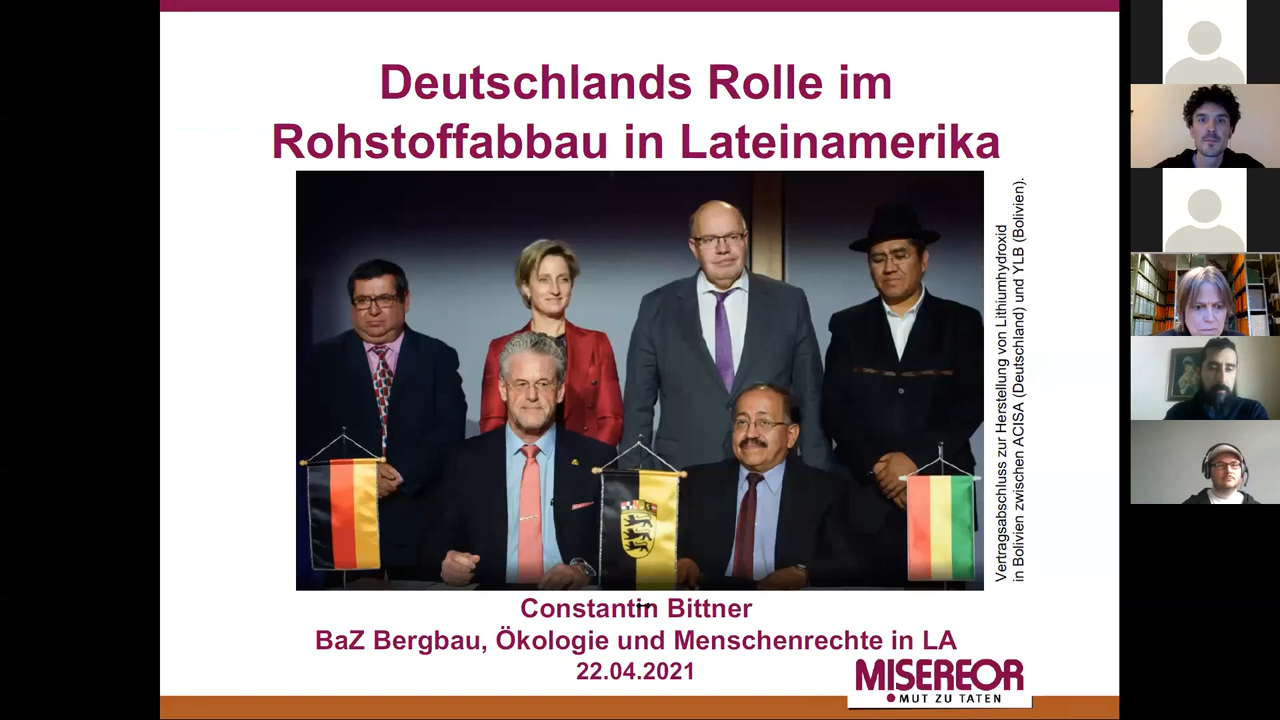 Deutschlands Rolle im
Rohstoffabbau in Lateinamerika
Vertragsabschluss zur Herstellung von Lithiumhydroxid
in Bolivien zwischen ACISA (Deutschland) und YLB (Bolivien).
Constantin Bittner
BaZ Bergbau, Ökologie und Menschenrechte in LA
22.04.2021
MISEREOR
MUT ZU TATEN